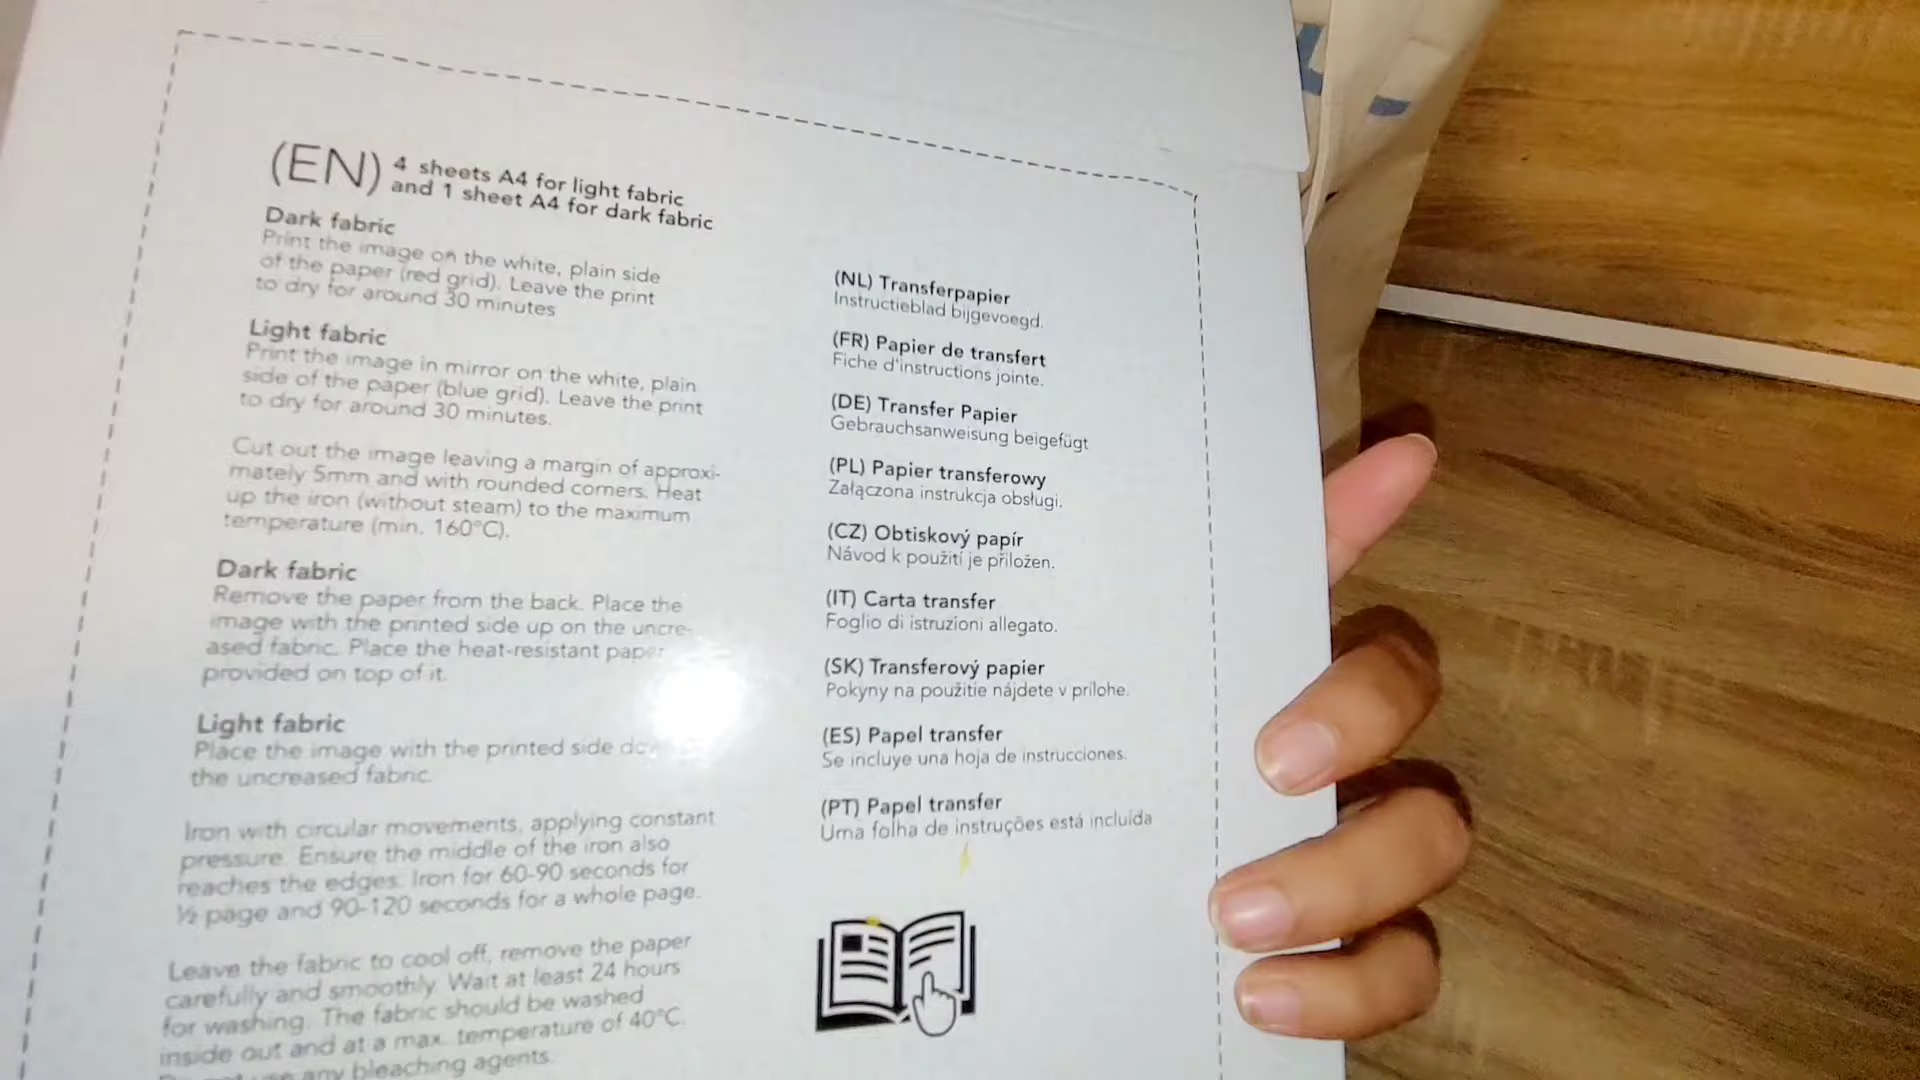 (EN) 4 sheets A4 for light fabric
and 1 sheet A4 for dark fabric
Dark fabric
Print the image on the white, plain side
of the paper (red grid). Leave the print
to dry for around 30 minutes
Light fabric
Print the image in mirror on the white, plain
side of the paper (blue grid). Leave the print
to dry for around 30 minutes.
Cut out the image leaving a margin of approxi-
mately 5mm and with rounded corners. Heat
up the iron (without steam) to the maximum
temperature (min. 160°C).
Dark fabric
Remove the paper from the back. Place the
image with the printed side up on the uncre-
ased fabric. Place the heat-resistant paper
provided on top of it.
Light fabric
Place the image with the printed side
the uncreased fabric.
Iron with circular movements, applying constant
pressure. Ensure the middle of the iron also
reaches the edges. Iron for 60-90 seconds for
½ page and 90-120 seconds for a whole page.
Leave the fabric to cool off, remove the paper
carefully and smoothly. Wait at least 24 hours
for washing. The fabric should be washed
inside out and at a max. temperature of 40°C.
any bleaching agents.
(NL) Transferpapier
Instructieblad bijgevoegd.
(FR) Papier de transfert
Fiche d'instructions jointe.
(DE) Transfer Papier
Gebrauchsanweisung beigefügt
(PL) Papier transferowy
Załączona instrukcja obsługi.
(CZ) Obtiskový papír
Návod k použití je přiložen.
(IT) Carta transfer
Foglio di istruzioni allegato.
(SK) Transferový papier
Pokyny na použitie nájdete v prílohe.
(ES) Papel transfer
Se incluye una hoja de instrucciones.
(PT) Papel transfer
Uma folha de instruções está incluída